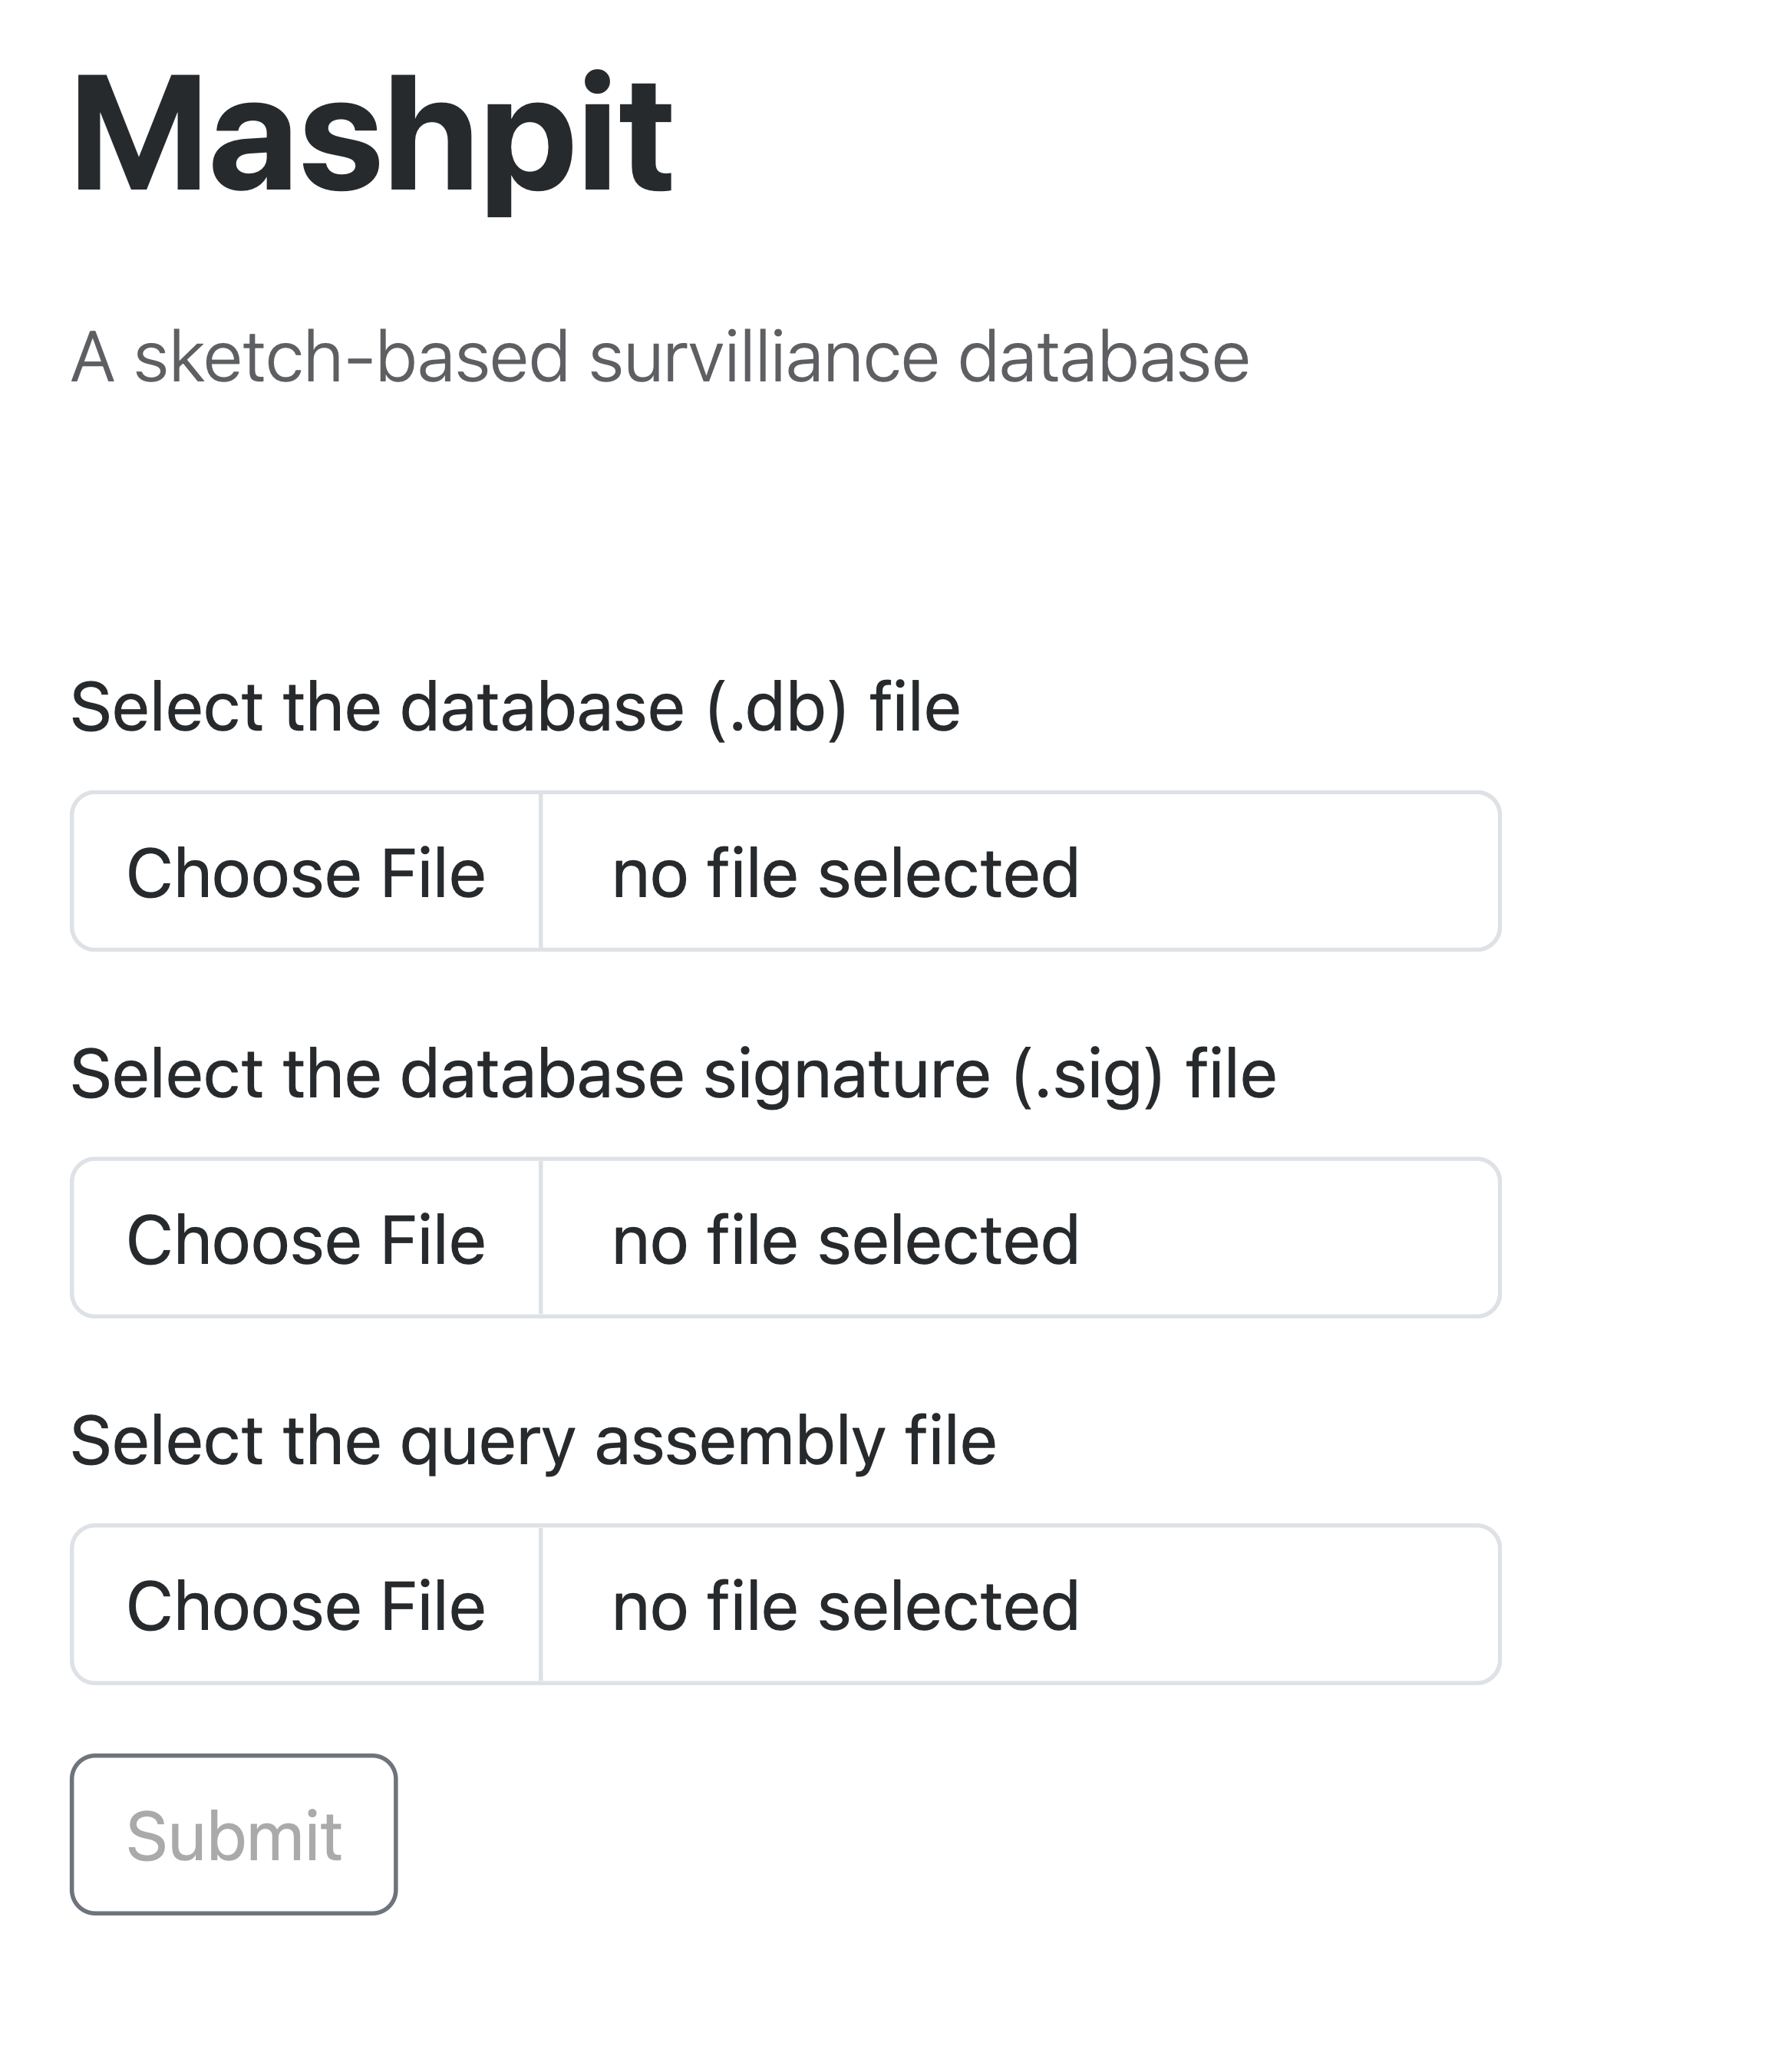 Mashpit
A sketch-based survilliance database
Select the database (.db) file
Choose File no file selected
Select the database signature (.sig) file
Choose File no file selected
Select the query assembly file
Choose File no file selected
Submit